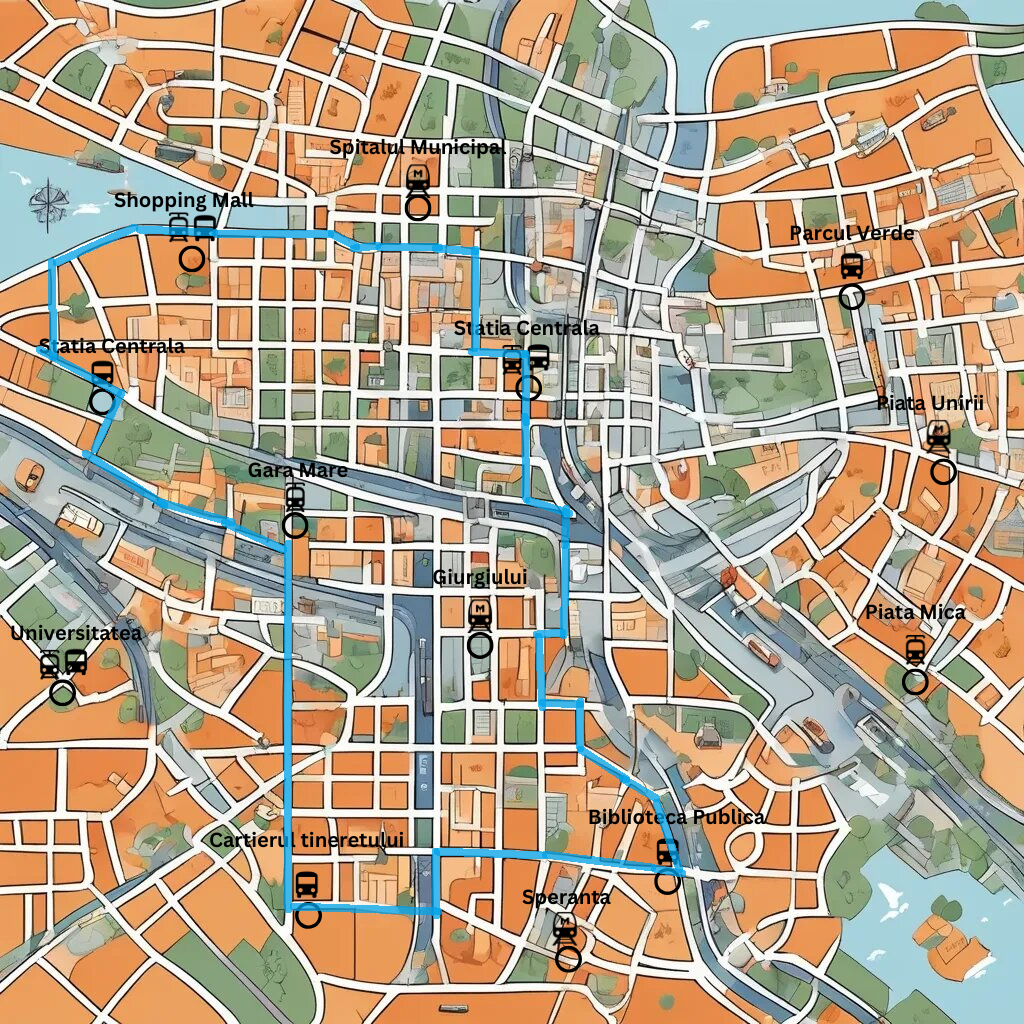 Spitalul Municipal
Shopping Mall
Parcul Verde
Statia Centrala
Statia Centrala
Piata Unirii
Gara Mare
Giurgiului
Piata Mica
Universitatea
Biblioteca Publica
Cartierul tineretului
Speranta